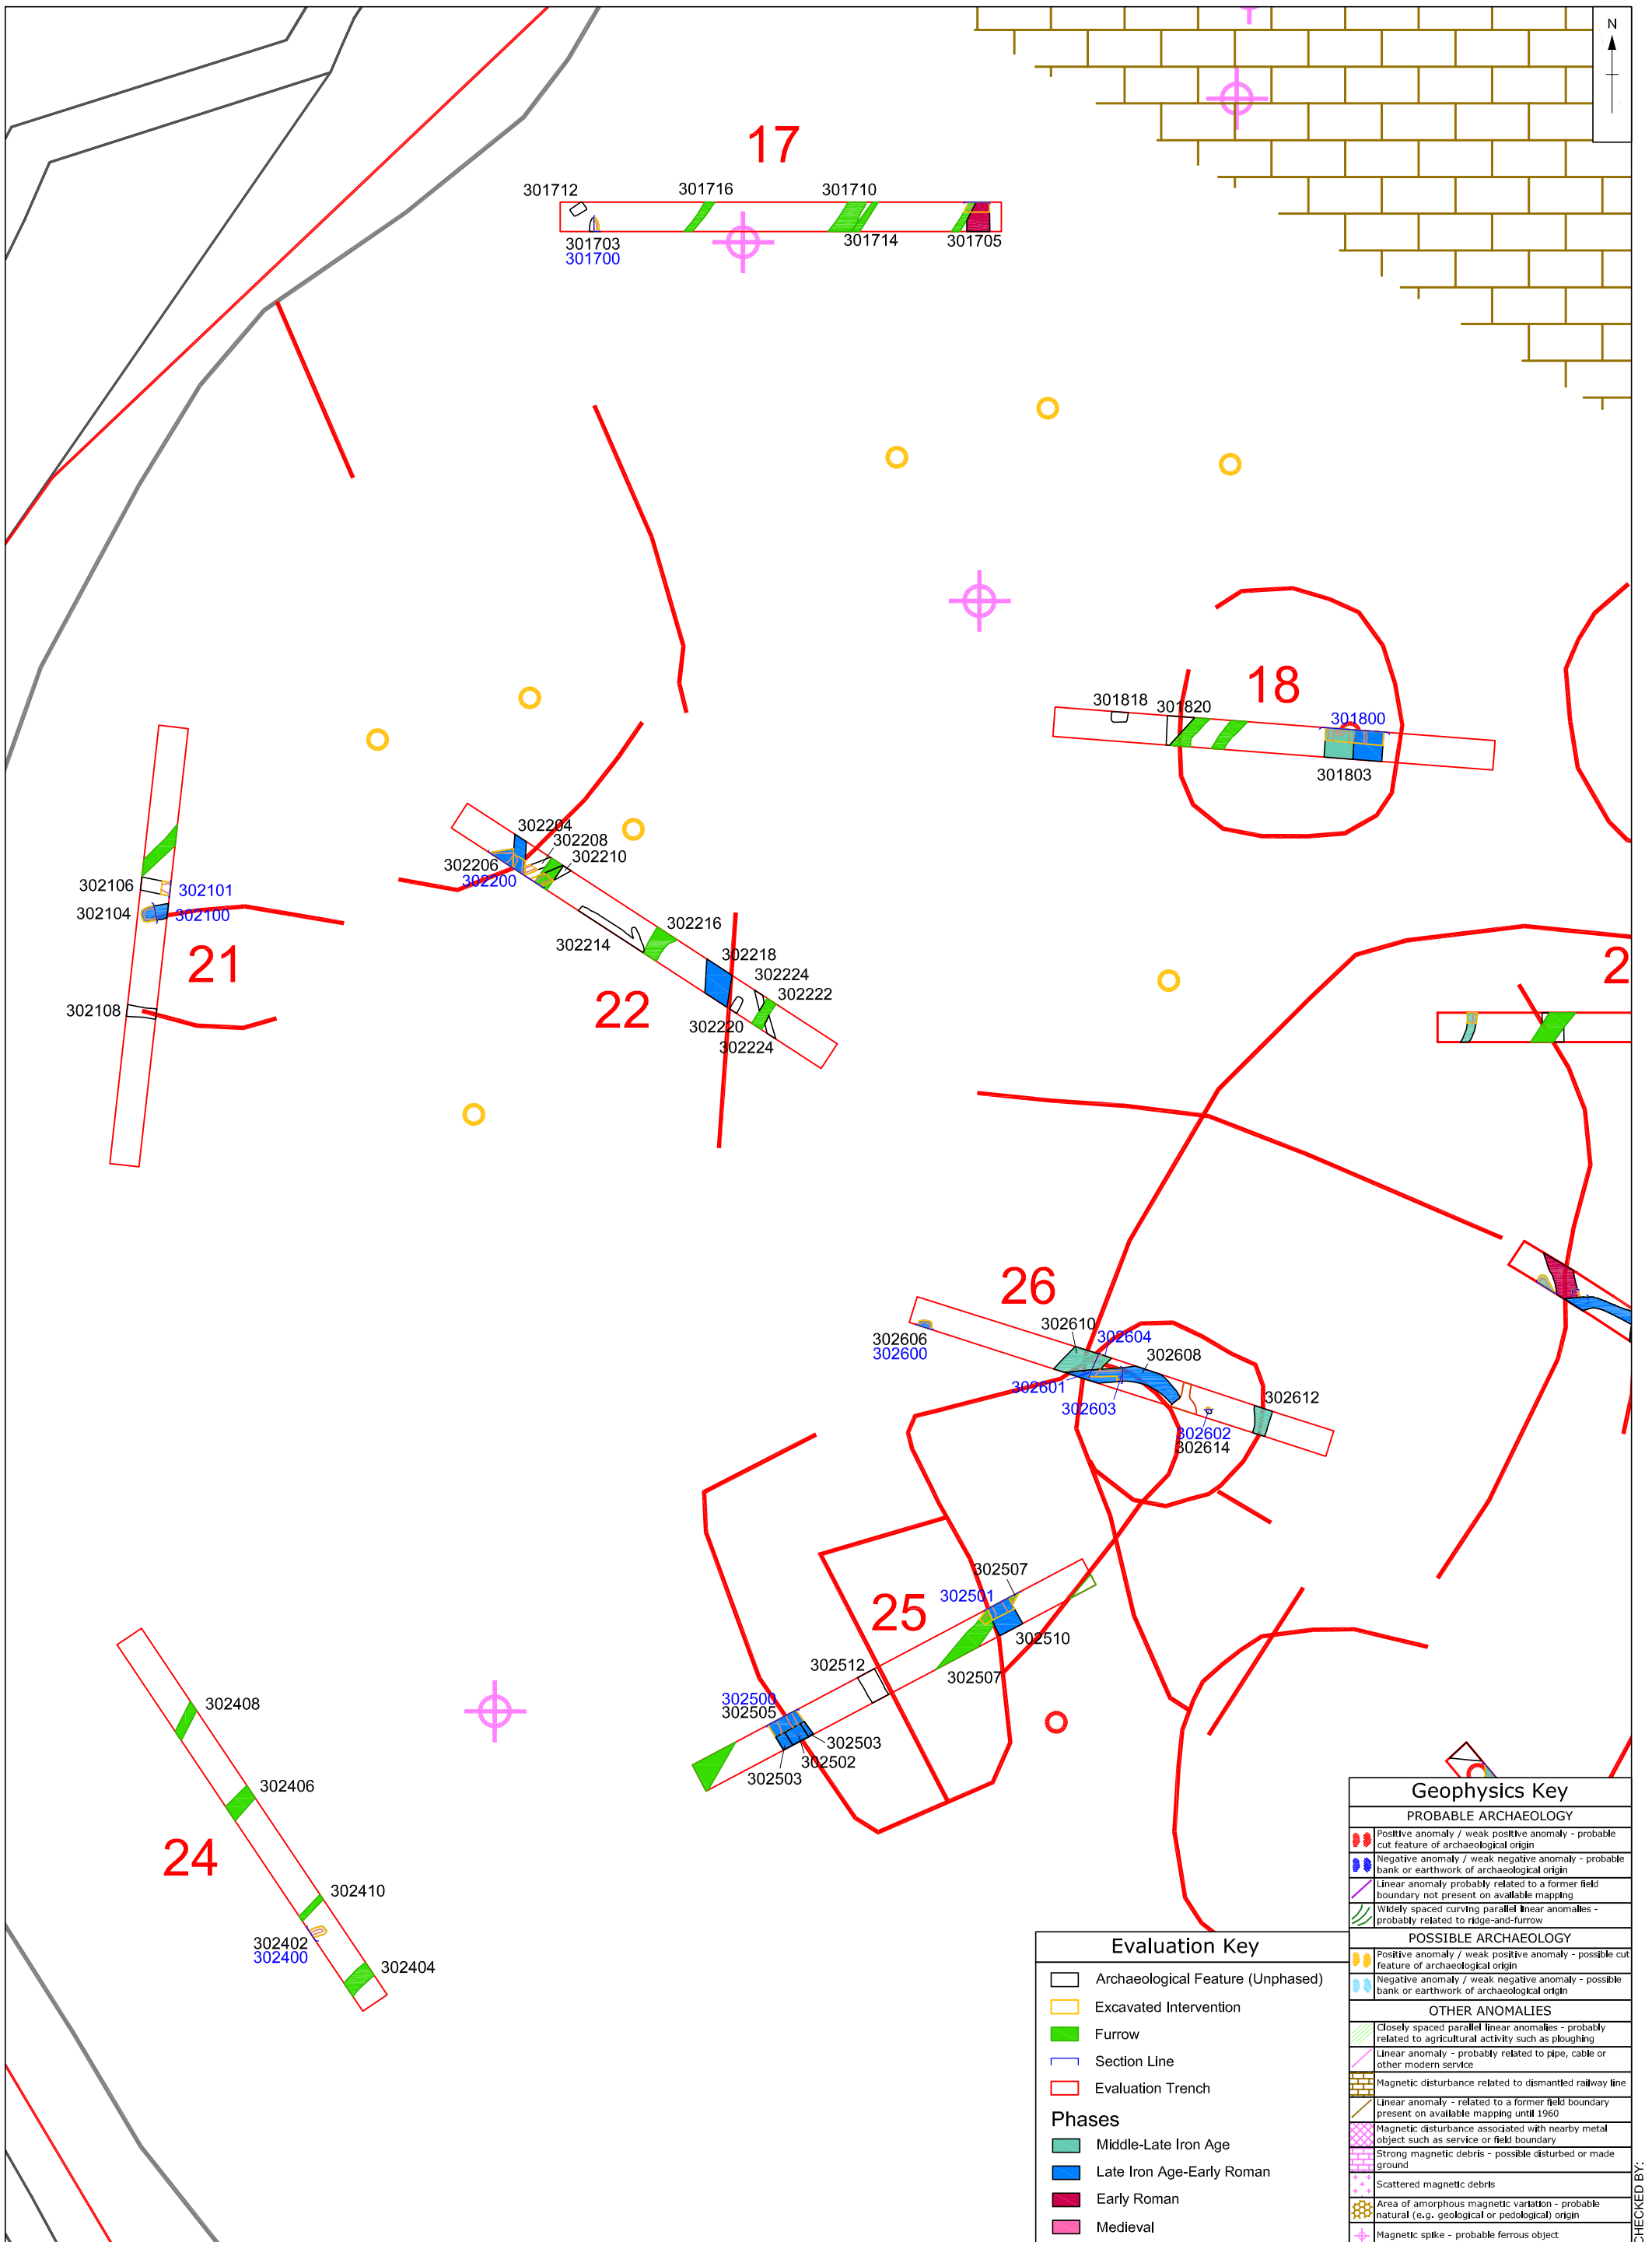 N
17
301712
301716
301710
301703
301700
301714
301705
18
301818
301820
301800
301803
302204
302208
302210
302206
302200
302106
302101
302104
302100
21
302108
302216
302214
302218
302224
302222
22
302220
302224
2
26
302610
302604
302606
302600
302608
302601
302603
302612
302602
302614
25
302507
302501
302510
302507
302512
302500
302505
302503
302502
302503
302408
302406
24
302410
302402
302400
302404
Evaluation Key
Archaeological Feature (Unphased)
Excavated Intervention
Furrow
Section Line
Evaluation Trench
Phases
Middle-Late Iron Age
Late Iron Age-Early Roman
Early Roman
Medieval
Geophysics Key
PROBABLE ARCHAEOLOGY
Positive anomaly / weak positive anomaly - probable
cut feature of archaeological origin
Negative anomaly / weak negative anomaly - probable
bank or earthwork of archaeological origin
Linear anomaly probably related to a former field
boundary not present on available mapping
Widely spaced curving parallel linear anomalies -
probably related to ridge-and-furrow
POSSIBLE ARCHAEOLOGY
Positive anomaly / weak positive anomaly - possible cut
feature of archaeological origin
Negative anomaly / weak negative anomaly - possible
bank or earthwork of archaeological origin
OTHER ANOMALIES
Closely spaced parallel linear anomalies - probably
related to agricultural activity such as ploughing
Linear anomaly - probably related to pipe, cable or
other modern service
Magnetic disturbance related to dismantled railway line
Linear anomaly - related to a former field boundary
present on available mapping until 1960
Magnetic disturbance associated with nearby metal
object such as service or field boundary
Strong magnetic debris - possible disturbed or made
ground
Scattered magnetic debris
Area of amorphous magnetic variation - probable
natural (e.g. geological or pedological) origin
Magnetic spike - probable ferrous object
CHECKED BY: